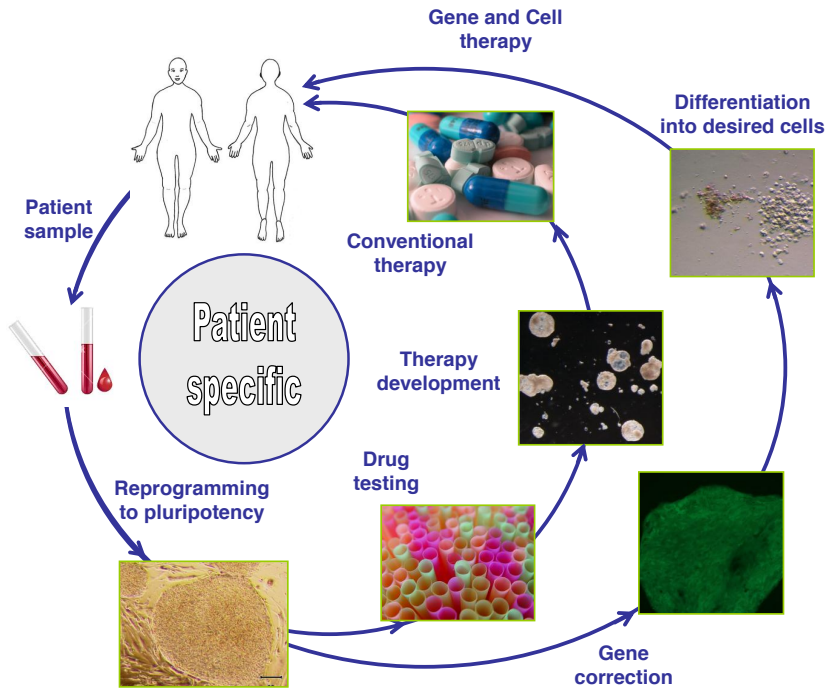 Gene and Cell
therapy
Differentiation
into desired cells
Patient
sample
Conventional
therapy
Patient
specific
Therapy
development
Drug
testing
Reprogramming
to pluripotency
Gene
correction